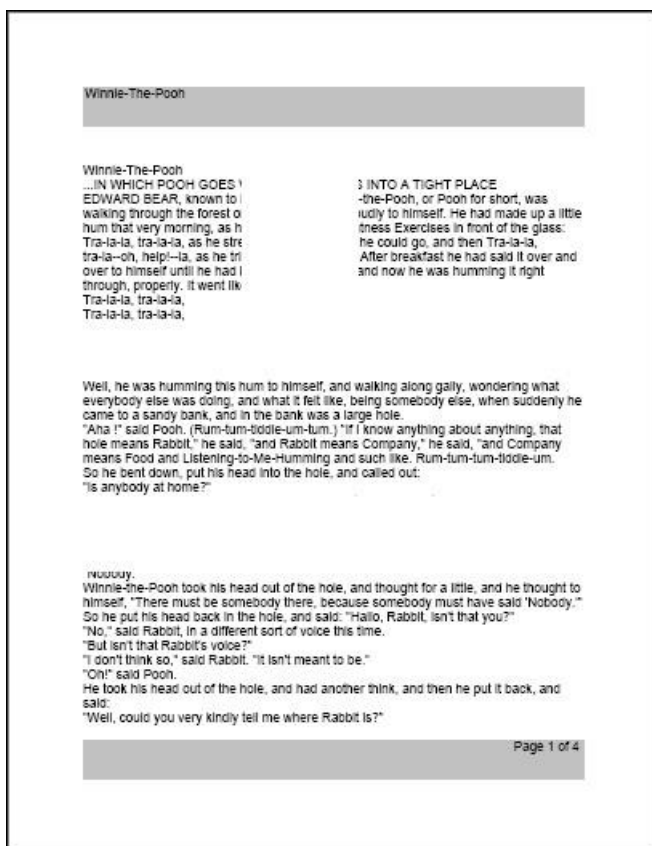 Winnie-The-Pooh
Winnie-The-Pooh
...IN WHICH POOH GOES INTO A TIGHT PLACE
EDWARD BEAR, known to -the-Pooh, or Pooh for short, was
walking through the forest to himself. He had made up a little
hum that very morning, as Exercises in front of the glass:
Tra-la-la, tra-la-la, as he he could go, and then Tra-la-la,
tra-la--oh, help!--la, as he After breakfast he had said it over and
over to himself until he had and now he was humming it right
through, properly. It went
Tra-la-la, tra-la-la,
Tra-la-la, tra-la-la,
Well, he was humming this hum to himself, and walking along gaily, wondering what
everybody else was doing, and what it felt like, being somebody else, when suddenly he
came to a sandy bank, and in the bank was a large hole.
"Aha !" said Pooh. (Rum-tum-tiddle-um-tum.) "If I know anything about anything, that
hole means Rabbit," he said, "and Rabbit means Company," he said, "and Company
means Food and Listening-to-Me-Humming and such like. Rum-tum-tum-tiddle-um.
So he bent down, put his head into the hole, and called out:
"Is anybody at home?"
"Nobody."
Winnie-the-Pooh took his head out of the hole, and thought for a little, and he thought to
himself, "There must be somebody there, because somebody must have said 'Nobody.'"
So he put his head back in the hole, and said: "Hallo, Rabbit, isn't that you?"
"No," said Rabbit, in a different sort of voice this time.
"But isn't that Rabbit's voice?"
"I don't think so," said Rabbit. "It isn't meant to be."
"Oh!" said Pooh.
He took his head out of the hole, and had another think, and then he put it back, and
said:
"Well, could you very kindly tell me where Rabbit is?"
Page 1 of 4